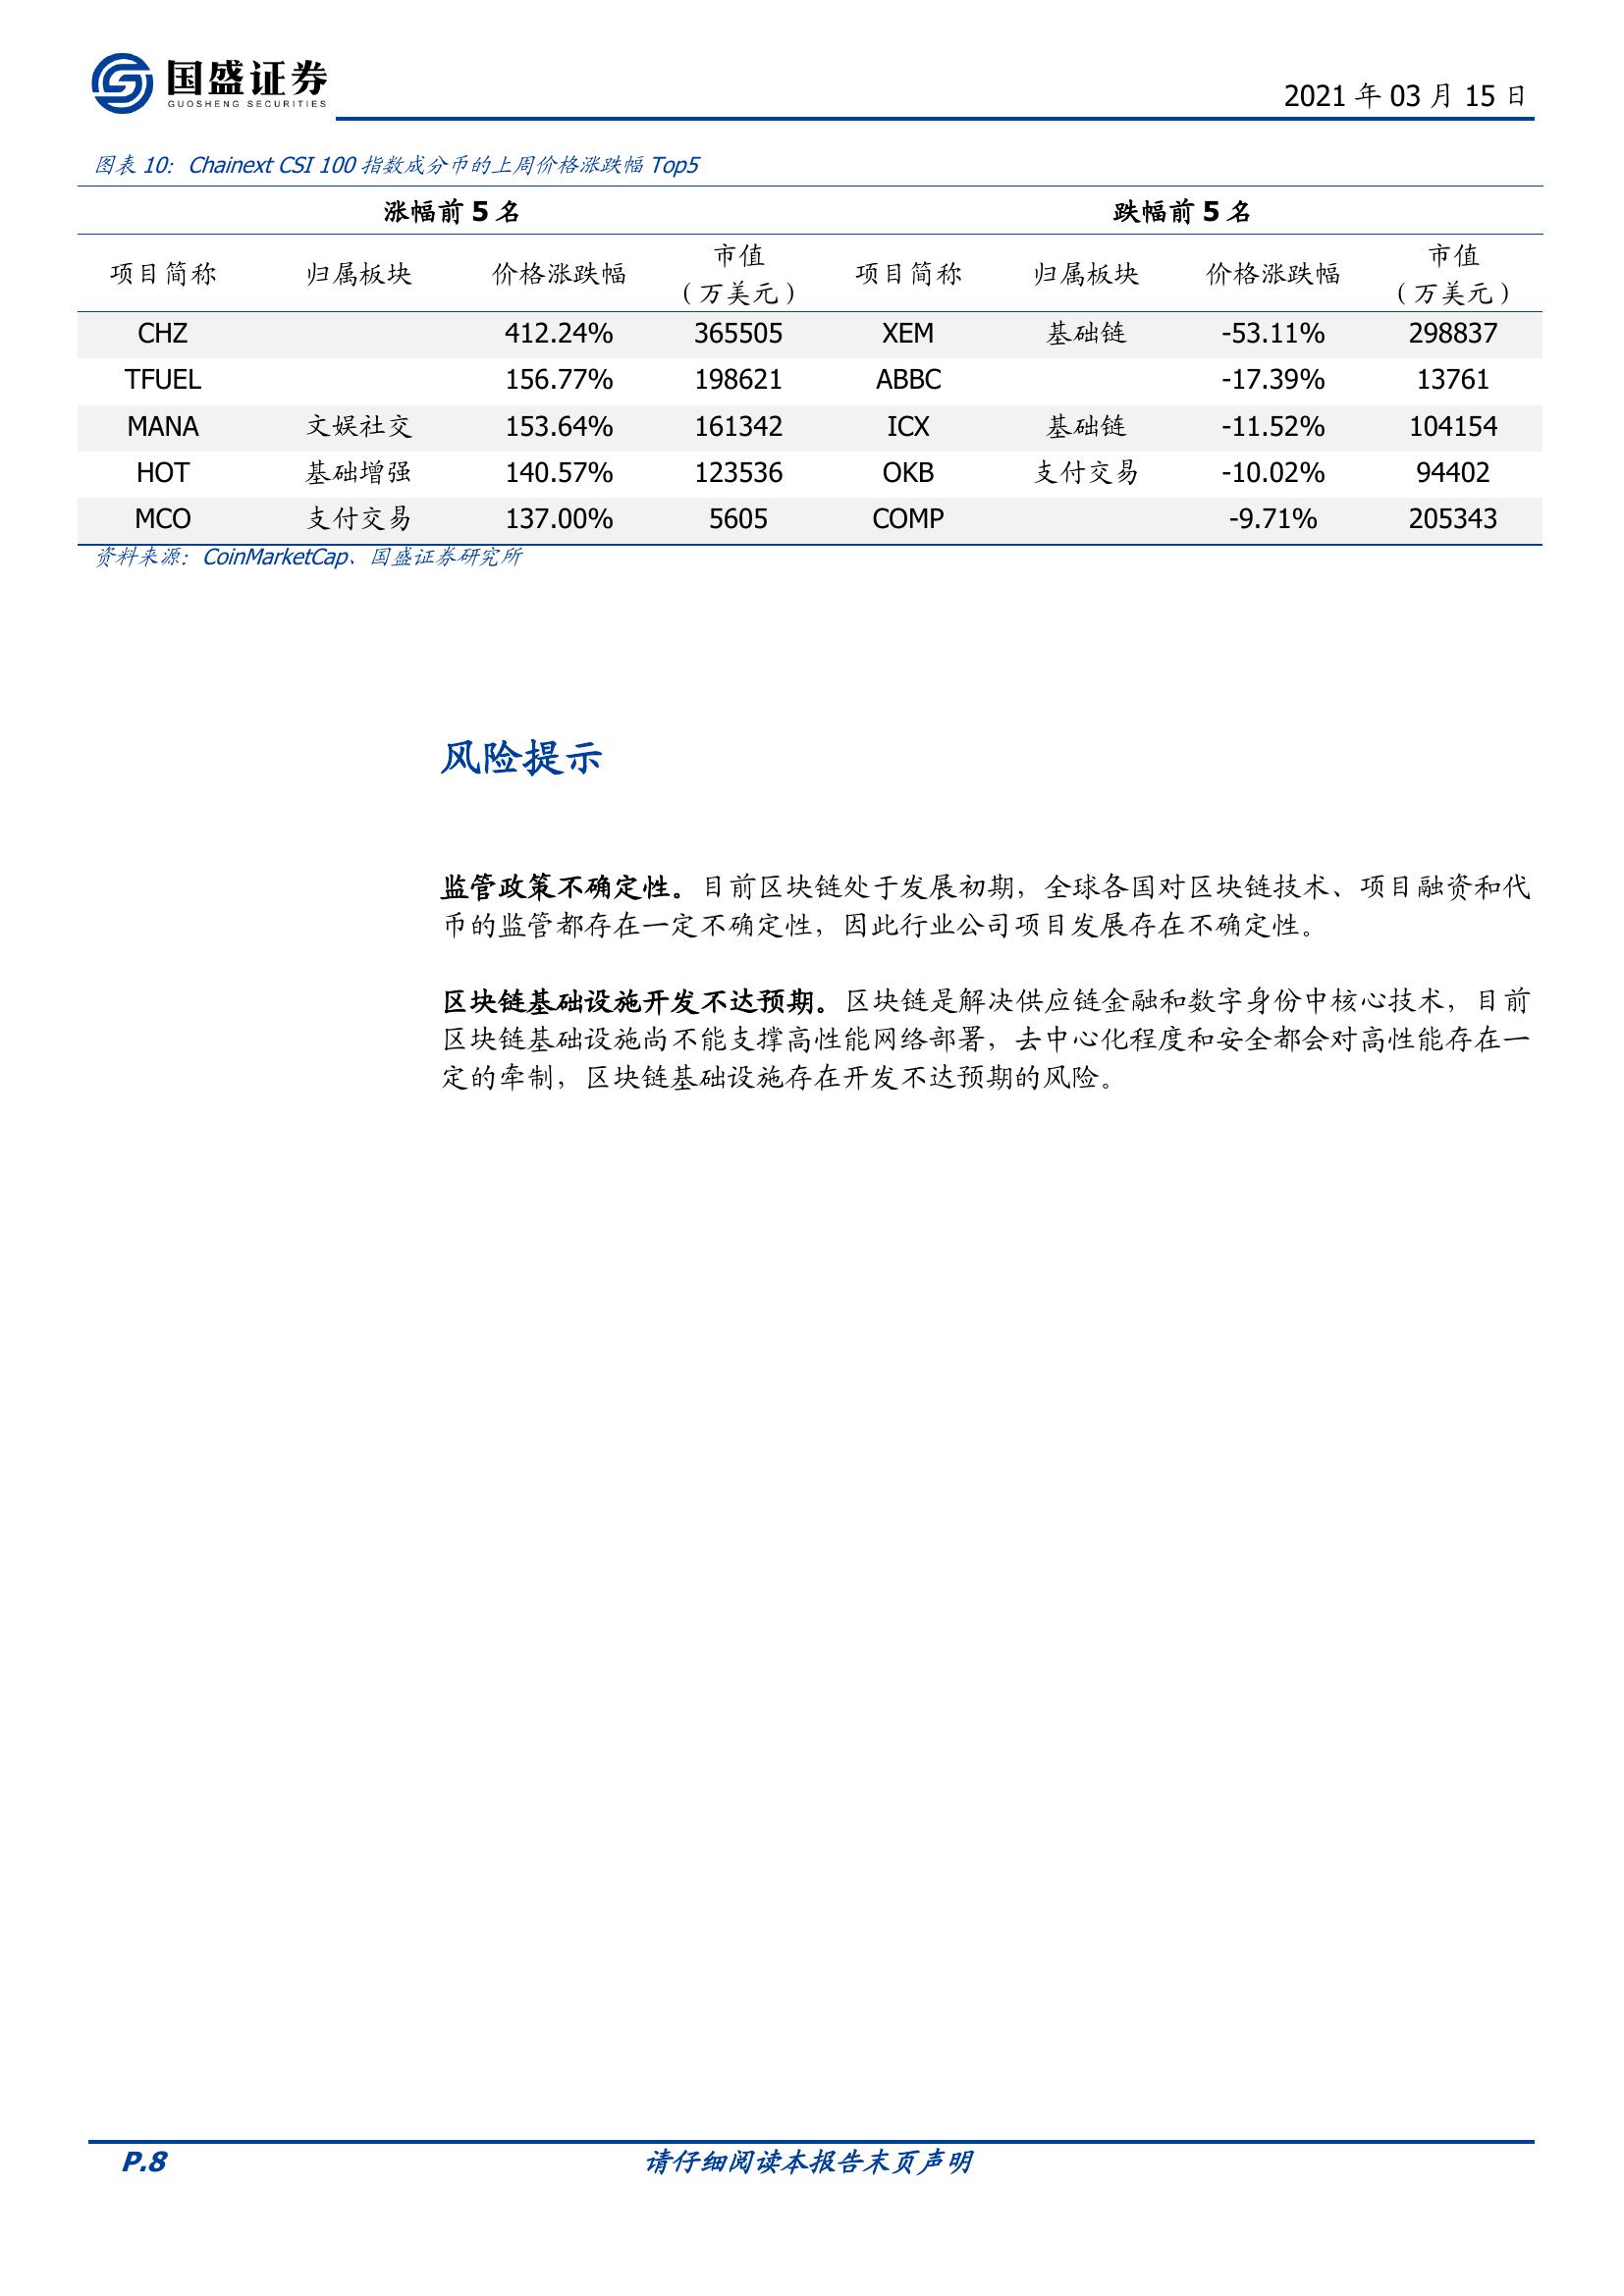 国盛证券
GUOSHENG SECURITIES
2021 年 03 月 15 日
图表 10：Chainext CSI 100 指数成分币的上周价格涨跌幅 Top5
涨幅前 5 名 跌幅前 5 名
项目简称 归属板块 价格涨跌幅 市值（万美元） 项目简称 归属板块 价格涨跌幅 市值（万美元）
CHZ 412.24% 365505 XEM 基础链 -53.11% 298837
TFUEL 156.77% 198621 ABBC -17.39% 13761
MANA 文娱社交 153.64% 161342 ICX 基础链 -11.52% 104154
HOT 基础增强 140.57% 123536 OKB 支付交易 -10.02% 94402
MCO 支付交易 137.00% 5605 COMP -9.71% 205343
资料来源：CoinMarketCap、国盛证券研究所
风险提示
监管政策不确定性。目前区块链处于发展初期，全球各国对区块链技术、项目融资和代
币的监管都存在一定不确定性，因此行业公司项目发展存在不确定性。
区块链基础设施开发不达预期。区块链是解决供应链金融和数字身份中核心技术，目前
区块链基础设施尚不能支撑高性能网络部署，去中心化程度和安全都会对高性能存在一
定的牵制，区块链基础设施存在开发不达预期的风险。
P.8 请仔细阅读本报告末页声明